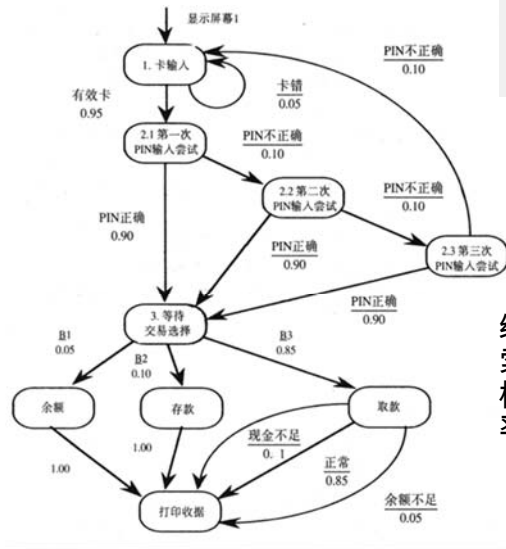 显示屏幕1
1. 卡输入
PIN不正确
0.10
卡错
0.05
有效卡
0.95
2.1 第一次
PIN输入尝试
PIN不正确
0.10
2.2 第二次
PIN输入尝试
PIN不正确
0.10
PIN正确
0.90
PIN正确
0.90
2.3 第三次
PIN输入尝试
PIN正确
0.90
3. 等待
交易选择
B1
0.05
B2
0.10
B3
0.85
余额
存款
取款
1.00
1.00
现金不足
0. 1
正常
0.85
余额不足
0.05
打印收据